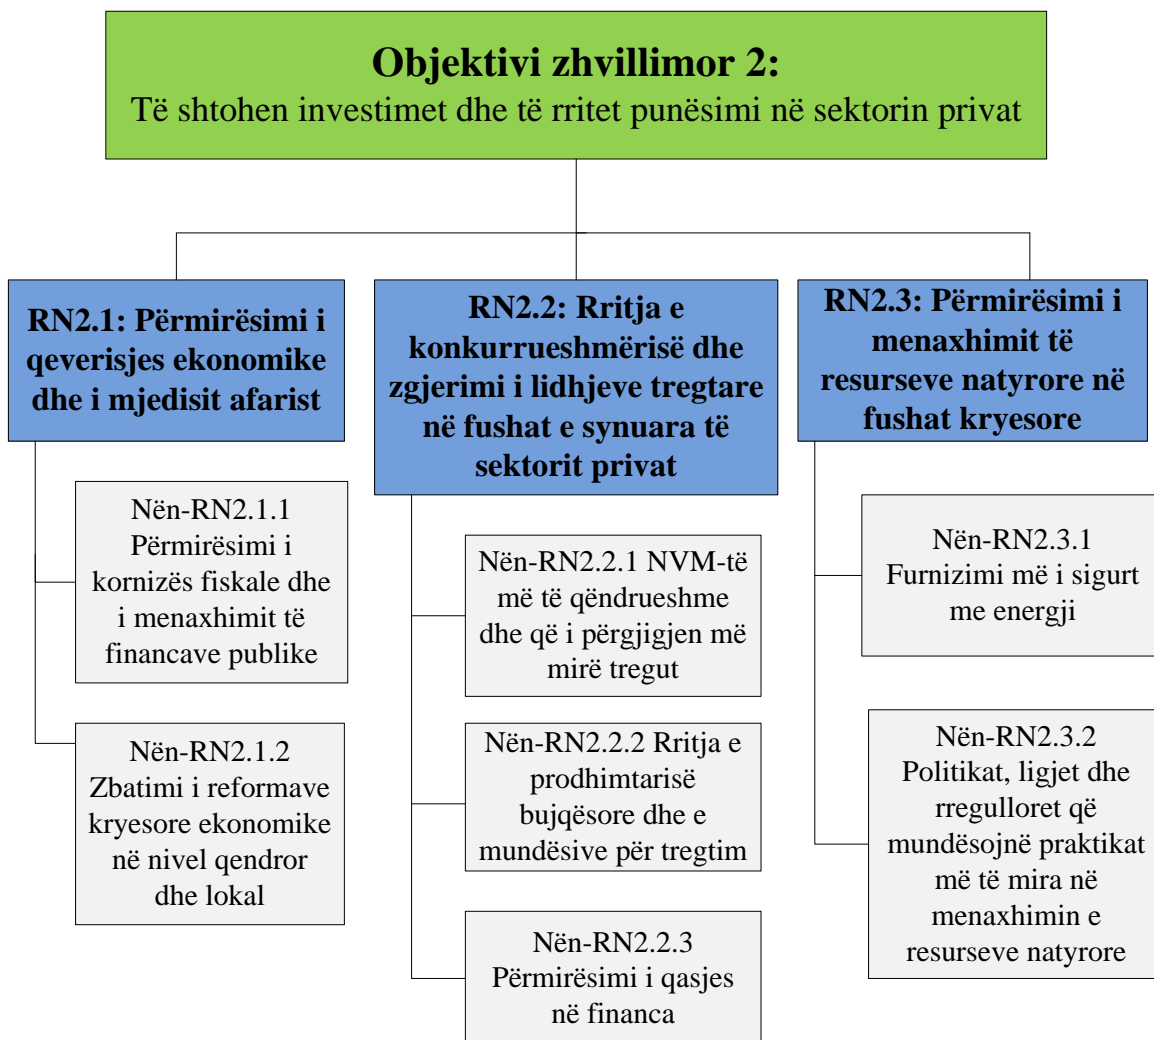 Objektivi zhvillimor 2:
Të shtohen investimet dhe të rritet punësimi në sektorin privat
RN2.1: Përmirësimi i
qeverisjes ekonomike
dhe i mjedisit afarist
Nën-RN2.1.1
Përmirësimi i
kornizës fiskale dhe
i menaxhimit të
financave publike
Nën-RN2.1.2
Zbatimi i reformave
kryesore ekonomike
në nivel qendror
dhe lokal
RN2.2: Rritja e
konkurrueshmërisë dhe
zgjerimi i lidhjeve tregtare
në fushat e synuara të
sektorit privat
Nën-RN2.2.1 NVM-të
më të qëndrueshme
dhe që i përgjigjen më
mirë tregut
Nën-RN2.2.2 Rritja e
prodhimtarisë
bujqësore dhe e
mundësive për tregtim
Nën-RN2.2.3
Përmirësimi i qasjes
në financa
RN2.3: Përmirësimi i
menaxhimit të
resurseve natyrore në
fushat kryesore
Nën-RN2.3.1
Furnizimi më i sigurt
me energji
Nën-RN2.3.2
Politikat, ligjet dhe
rregulloret që
mundësojnë praktikat
më të mira në
menaxhimin e
resurseve natyrore